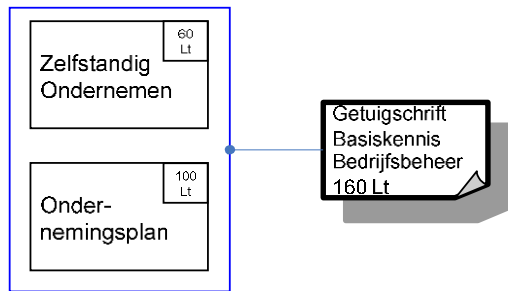 60
Lt
Zelfstandig
Ondernemen
100
Lt
Onder-
nemingsplan
Getuigschrift
Basiskennis
Bedrijfsbeheer
160 Lt